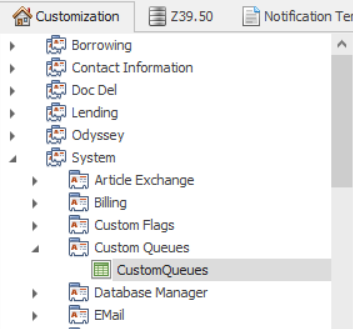 Customization Z39.50 Notification Ter
Borrowing
Contact Information
Doc Del
Lending
Odyssey
System
Article Exchange
Billing
Custom Flags
Custom Queues
CustomQueues
Database Manager
EMail